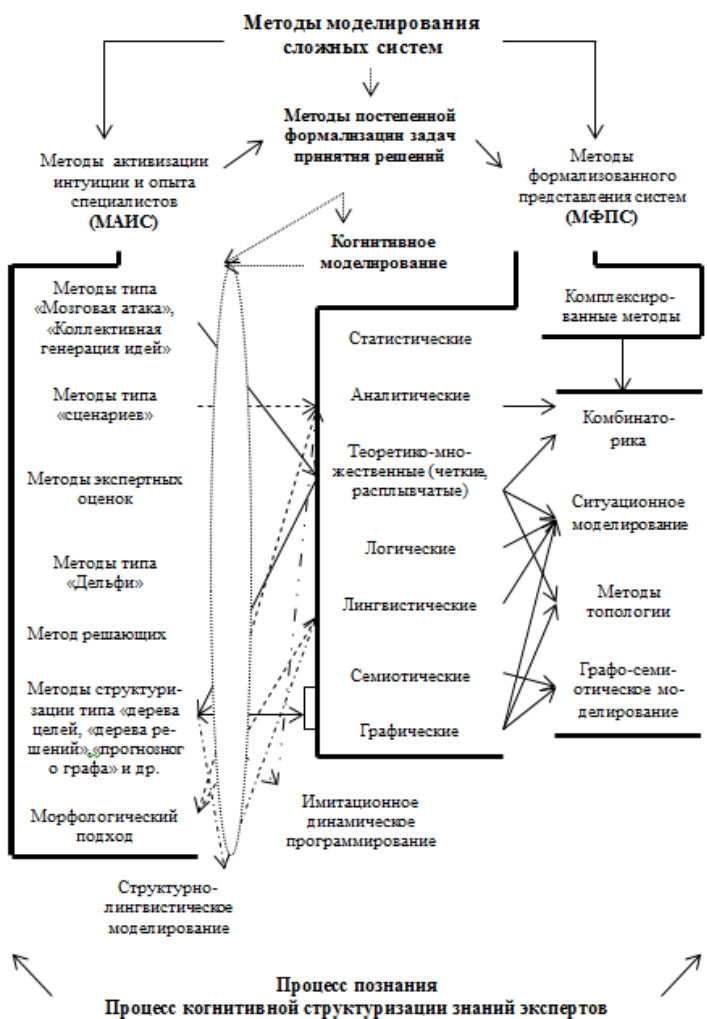 Методы моделирования
сложных систем
Методы постепенной
формализации задач
принятия решений
Методы активизации
интуиции и опыта
специалистов
(МАИС)
Методы
формализованного
представления систем
(МФПС)
Когнитивное
моделирование
Методы типа
«Мозговая атака»,
«Коллективная
генерация идей»
Методы типа
«сценариев»
Методы экспертных
оценок
Методы типа
«Дельфи»
Метод решающих
Методы структури-
зации типа «дерева
целей, «дерева ре-
шений»,«прогнозног
о графа» и др.
Морфологический
подход
Статистические
Аналитические
Теоретико-мно-
жественные (четкие,
расплывчатые)
Логические
Лингвистические
Семиотические
Графические
Комплексиро-
ванные методы
Комбинато-
рика
Ситуационное
моделирование
Методы
топологии
Графо-семи-
отическое мо-
делирование
Имитационное
динамическое
программирование
Структурно-
лингвистическое
моделирование
Процесс познания
Процесс когнитивной структуризации знаний экспертов